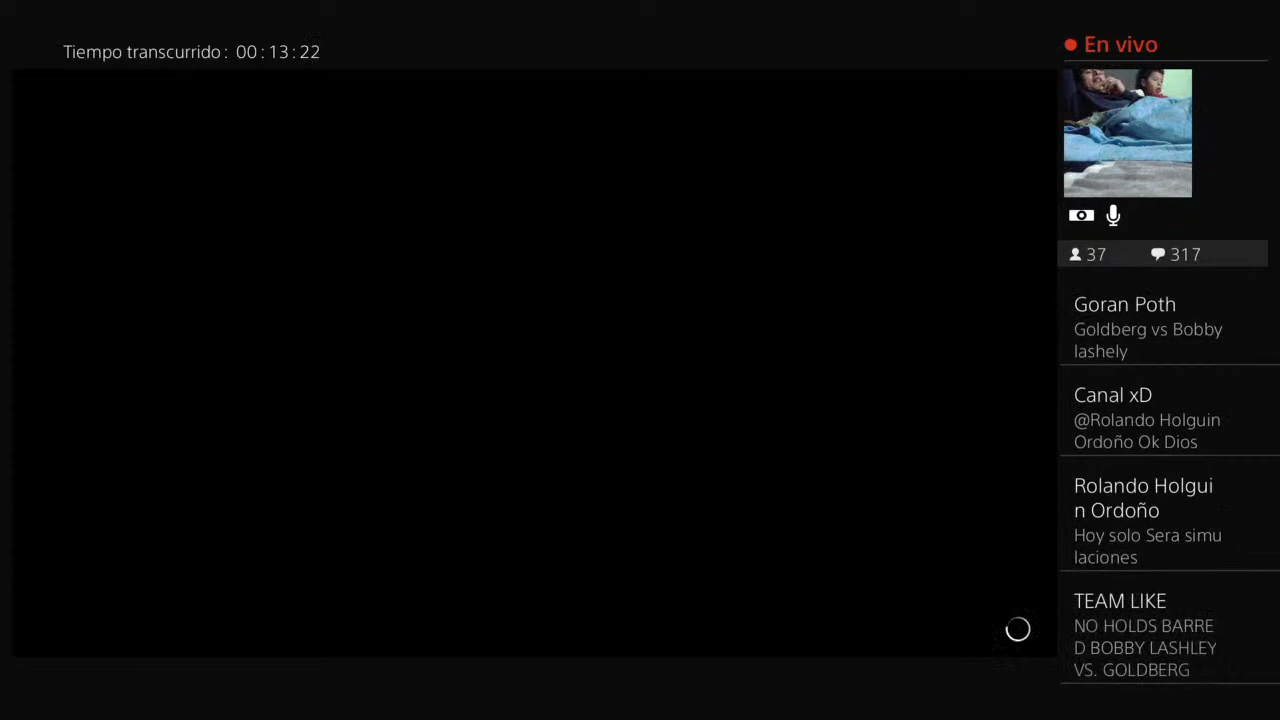 Tiempo transcurrido: 00:13:22
En vivo
37 317
Goran Poth
Goldberg vs Bobby
lashely
Canal xD
@Rolando Holguin
Ordoño Ok Dios
Rolando Holgui
n Ordoño
Hoy solo Sera simu
laciones
TEAM LIKE
NO HOLDS BARRE
D BOBBY LASHLEY
VS. GOLDBERG